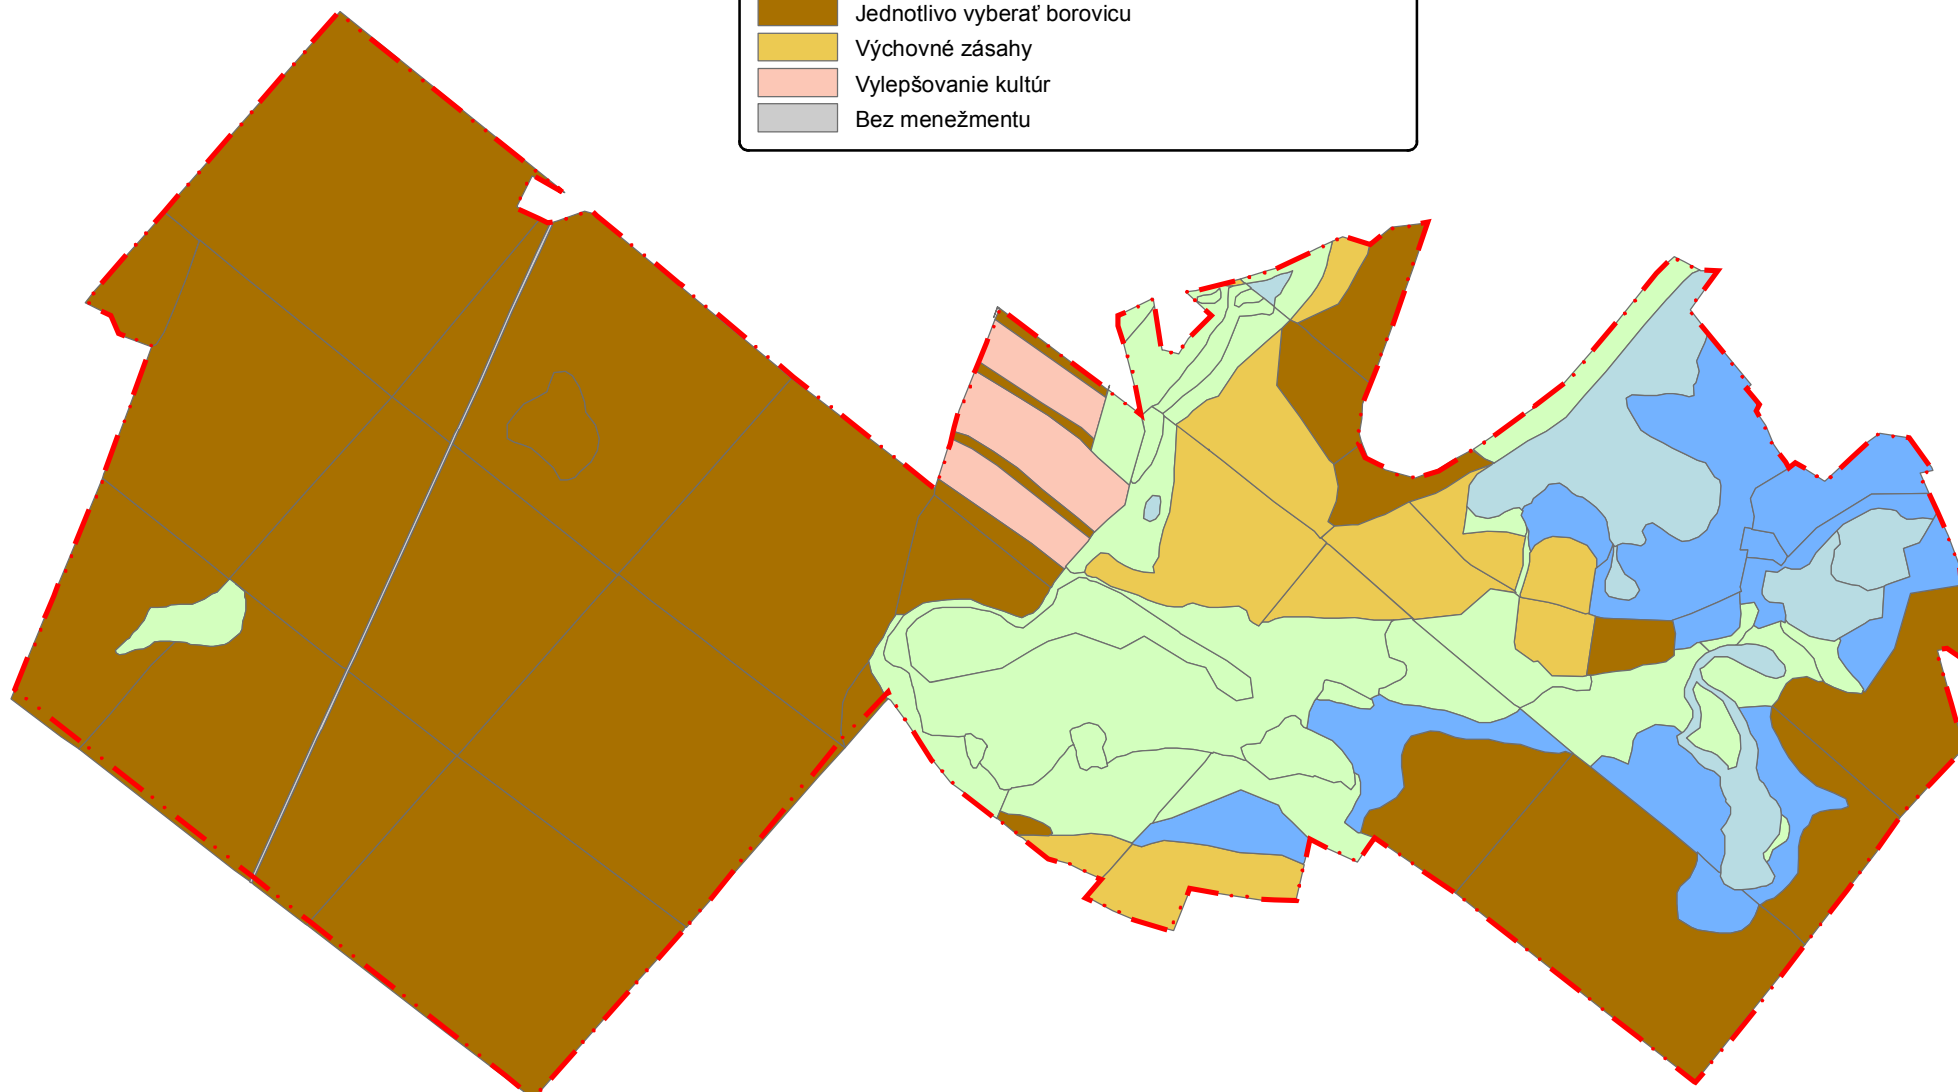 Jednotlivo vyberať borovicu
Výchovné zásahy
Vylepšovanie kultúr
Bez menežmentu